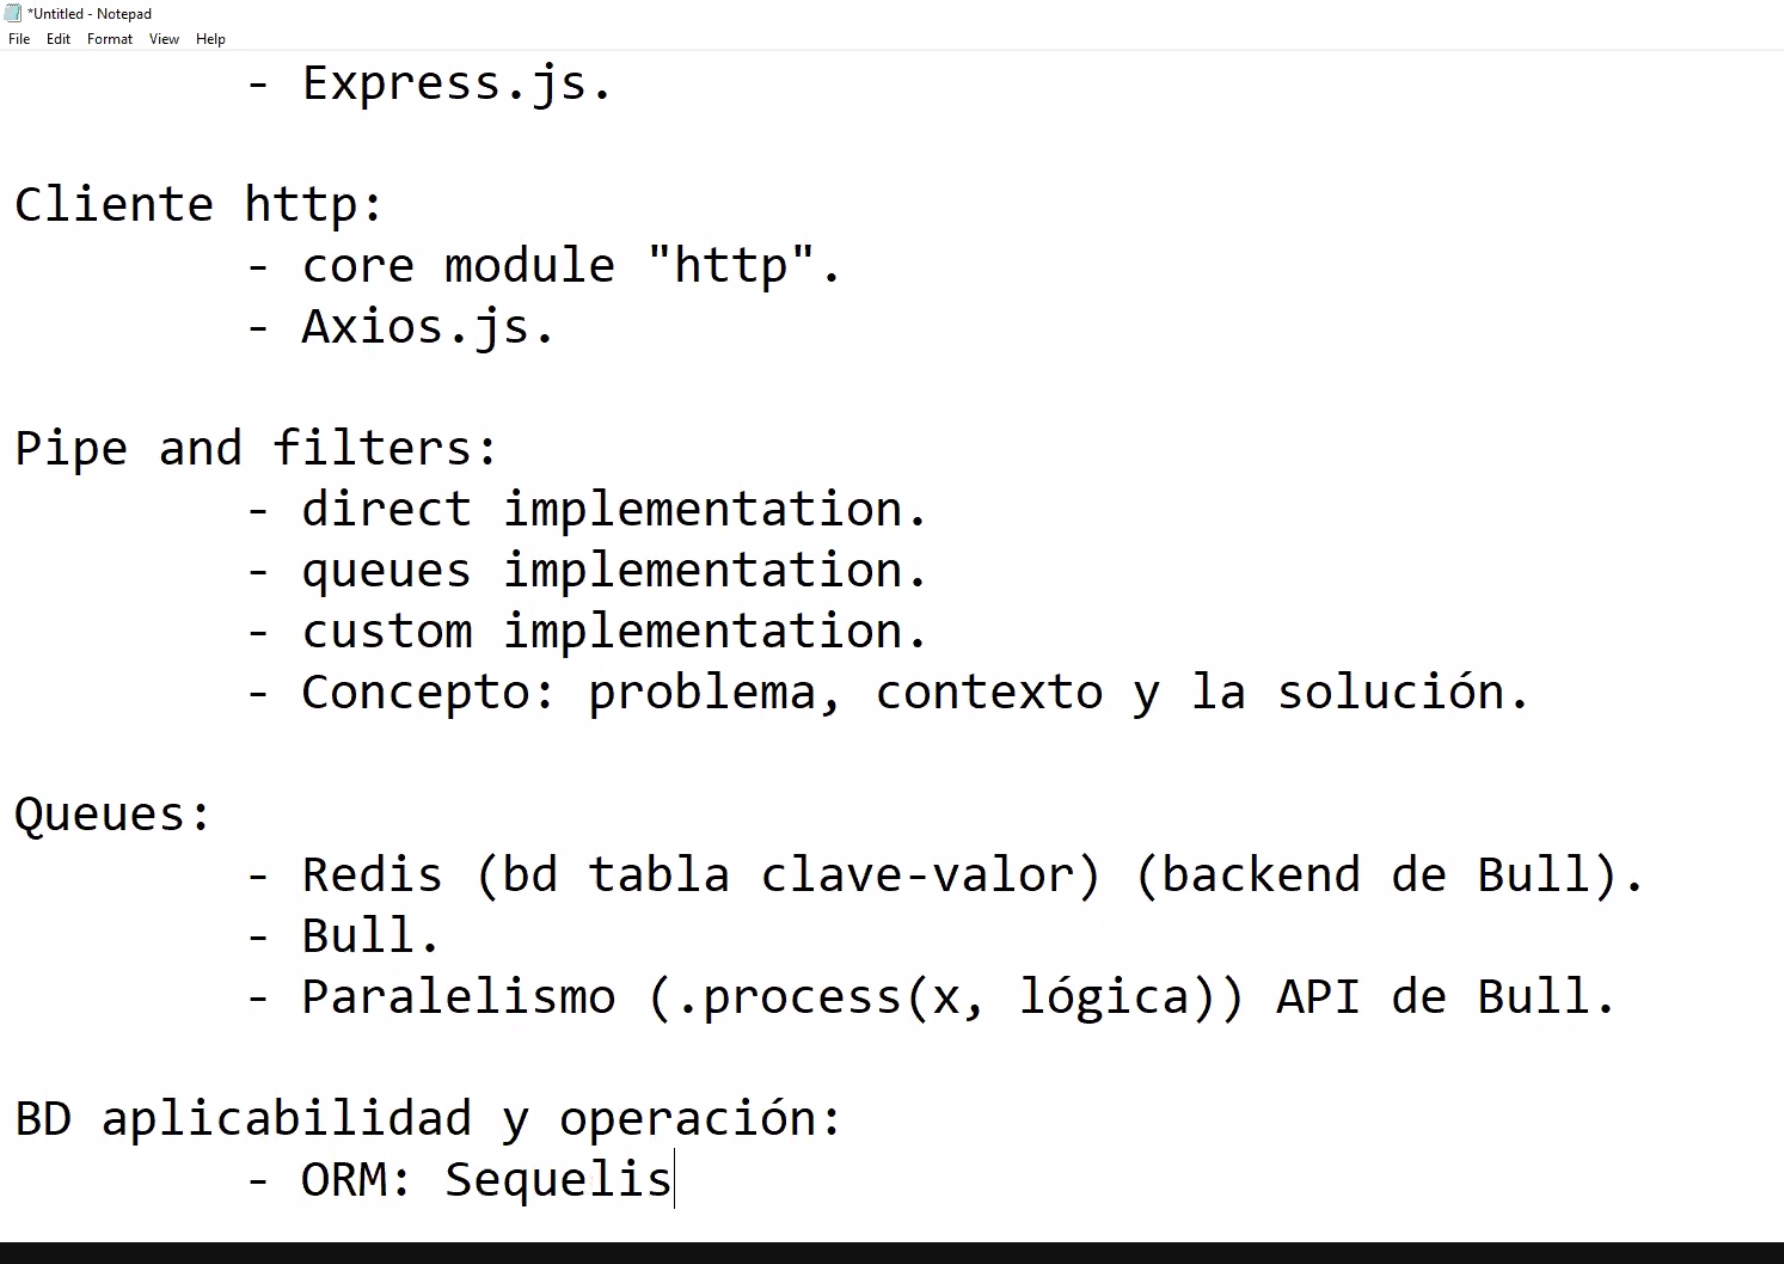 *Untitled - Notepad
File Edit Format View Help
- Express.js.
Cliente http:
- core module "http".
- Axios.js.
Pipe and filters:
- direct implementation.
- queues implementation.
- custom implementation.
- Concepto: problema, contexto y la solución.
Queues:
- Redis (bd tabla clave-valor) (backend de Bull).
- Bull.
- Paralelismo (.process(x, lógica)) API de Bull.
BD aplicabilidad y operación:
- ORM: Sequelis